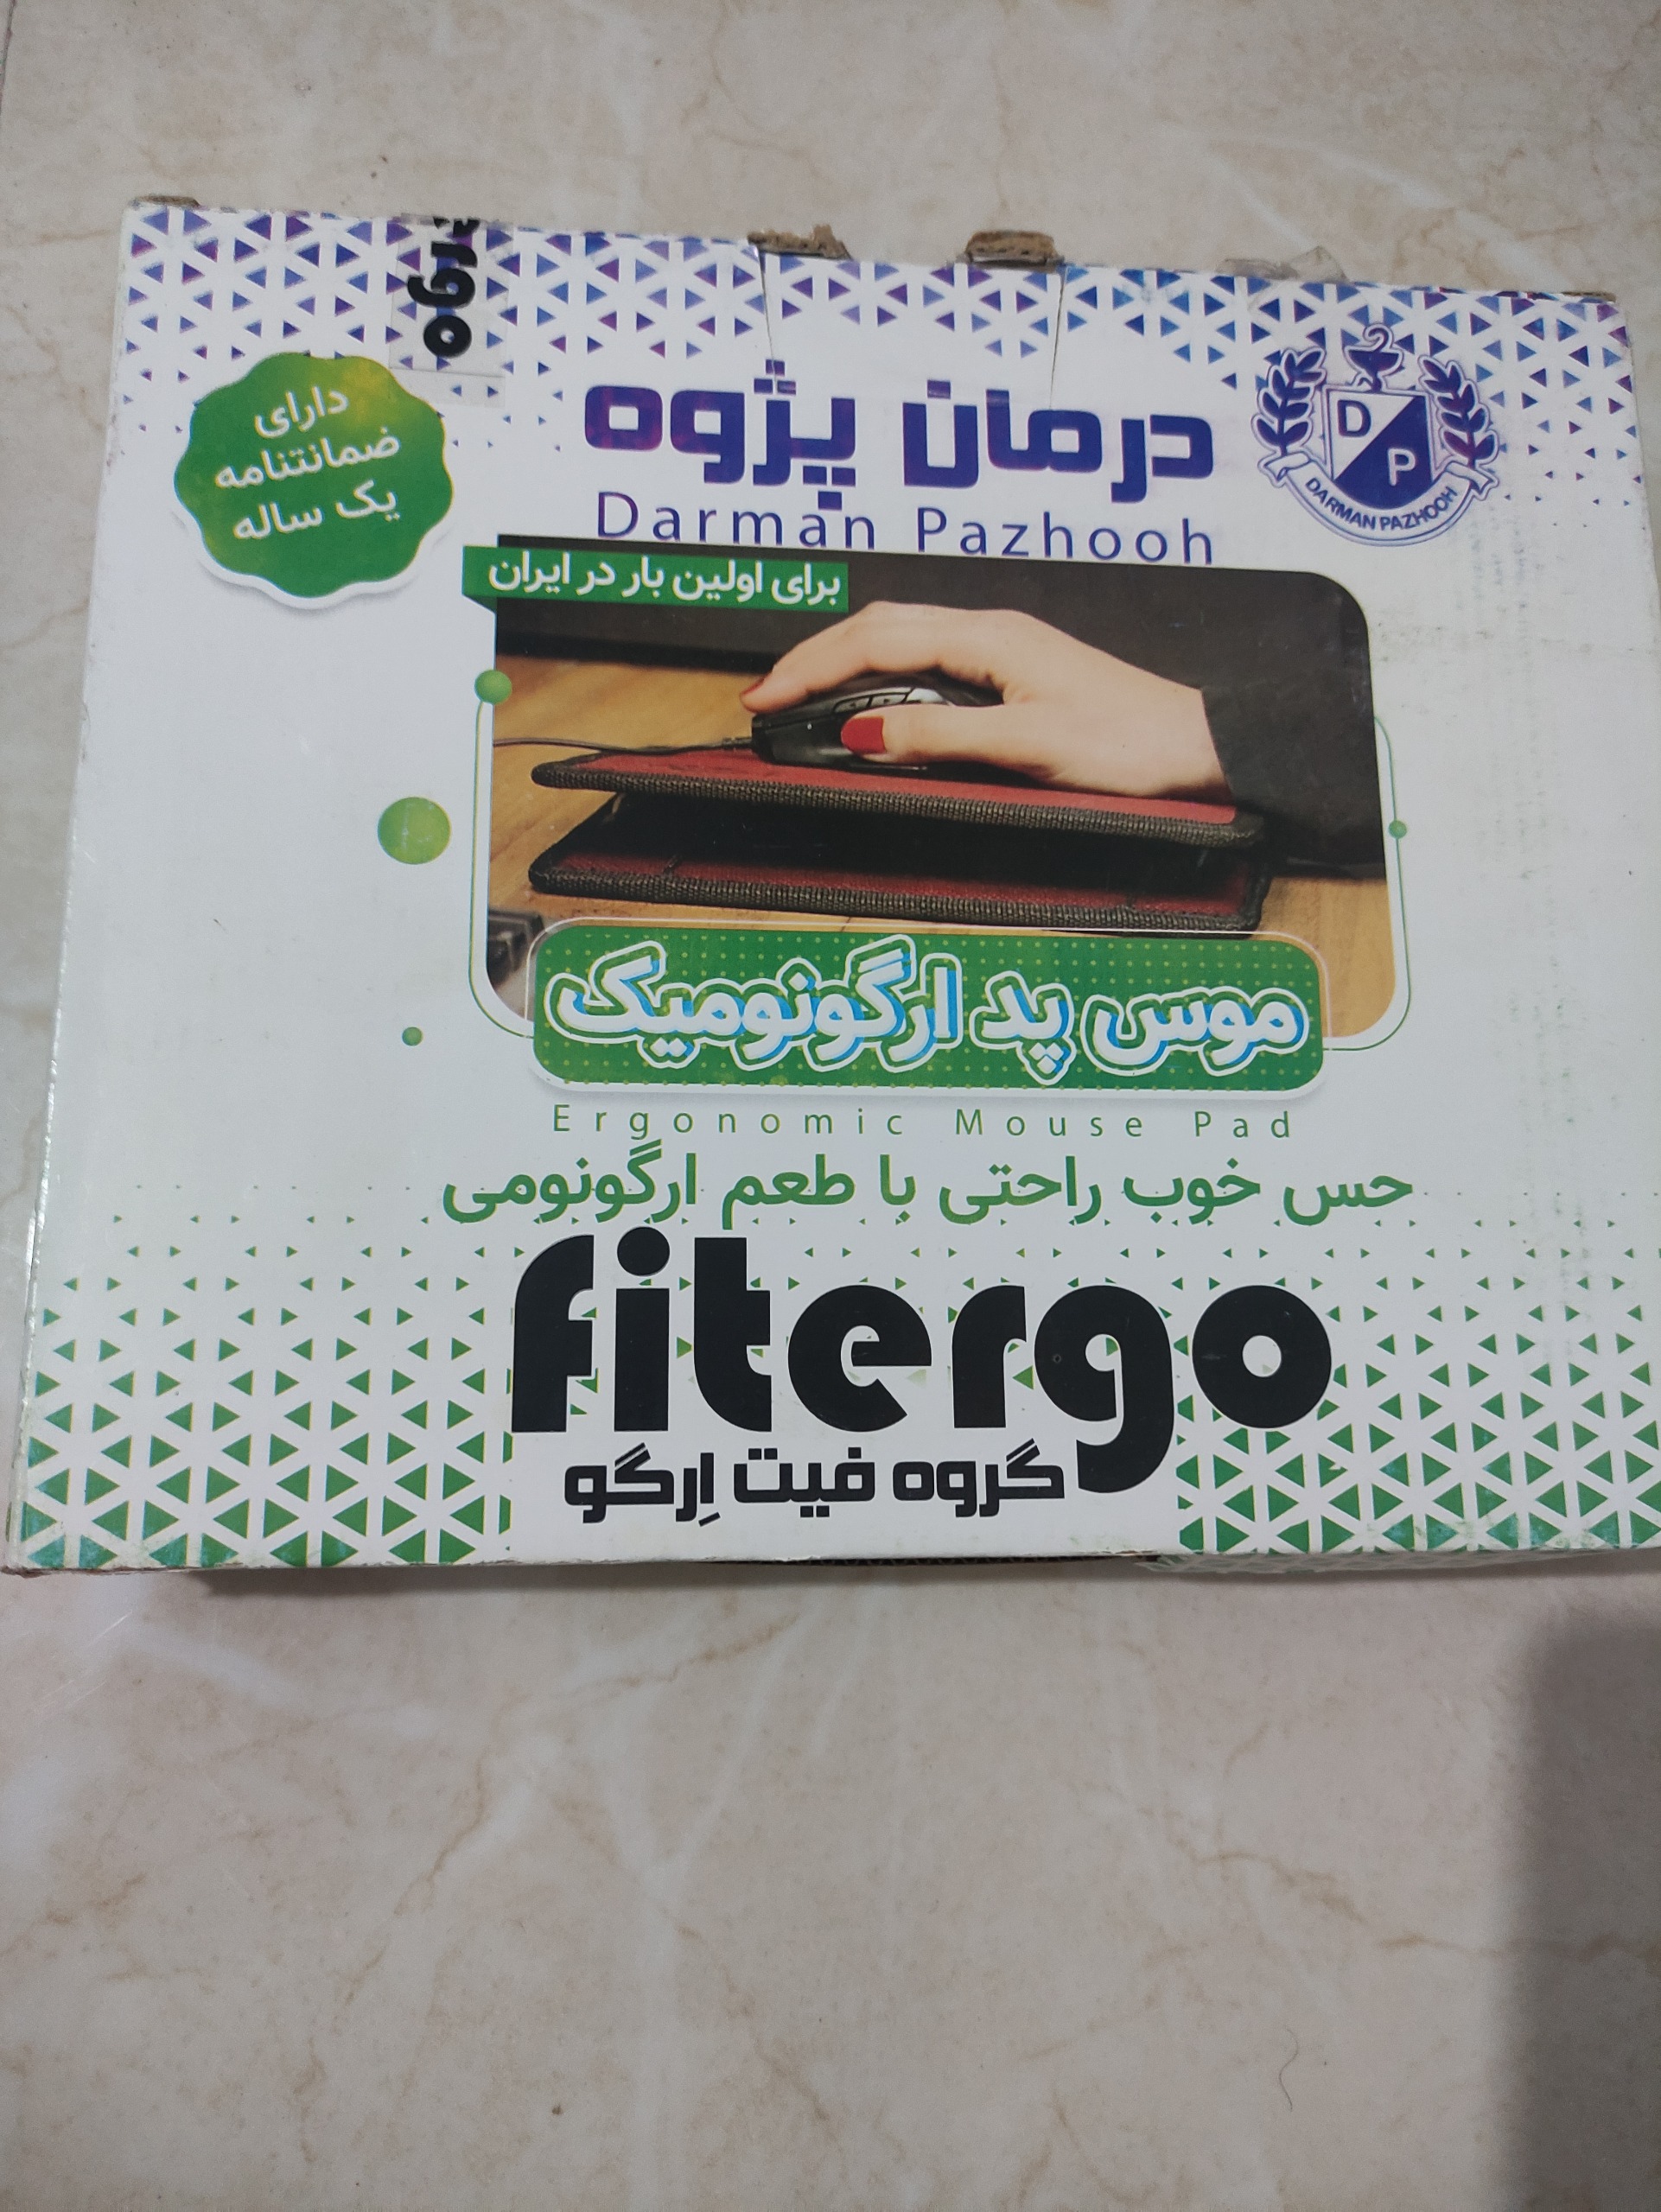 درمان پژوه
Darman Pazhooh
D P
DARMAN PAZHOOH
دارای
ضمانتنامه
یک ساله
برای اولین بار در ایران
موس پد ارگونومیک
Ergonomic Mouse Pad
حس خوب راحتی با طعم ارگونومی
fitergo
گروه فیت اِرگو